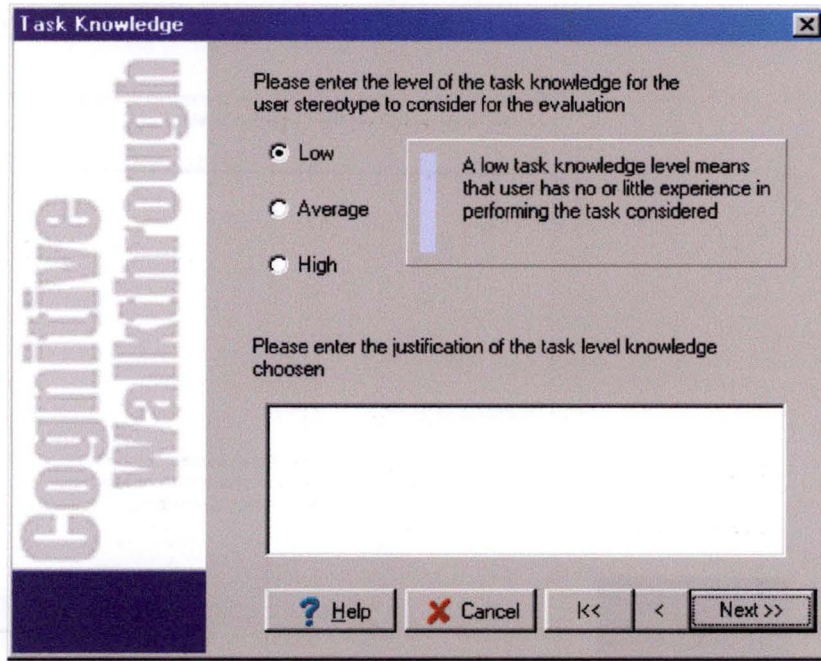 Task Knowledge
Cognitive
Walkthrough
Please enter the level of the task knowledge for the
user stereotype to consider for the evaluation
Low
Average
High
A low task knowledge level means
that user has no or little experience in
performing the task considered
Please enter the justification of the task level knowledge
choosen
Help
Cancel
|<<
<
Next >>